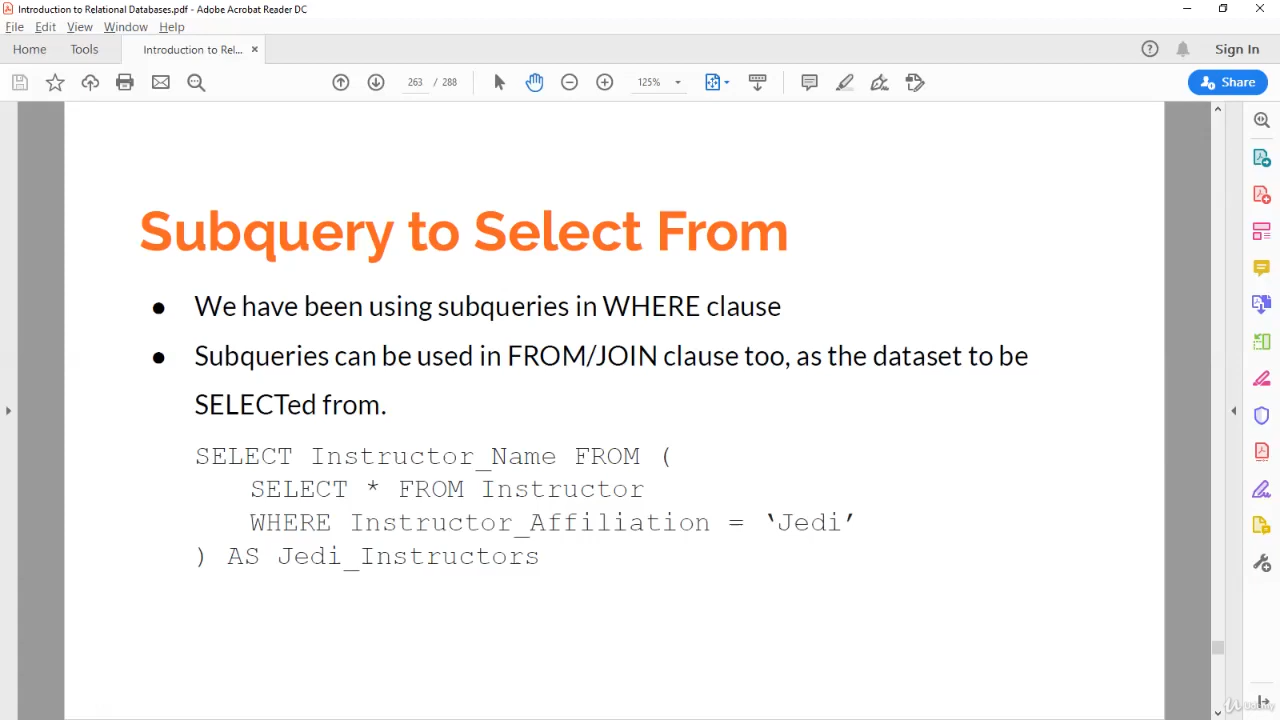 Introduction to Relational Databases.pdf - Adobe Acrobat Reader DC
File Edit View Window Help
Home Tools Introduction to Rel... × Sign In
263 / 288 125% Share
Subquery to Select From
● We have been using subqueries in WHERE clause
● Subqueries can be used in FROM/JOIN clause too, as the dataset to be
SELECTed from.
SELECT Instructor_Name FROM (
SELECT * FROM Instructor
WHERE Instructor_Affiliation = ‘Jedi’
) AS Jedi_Instructors
Udemy